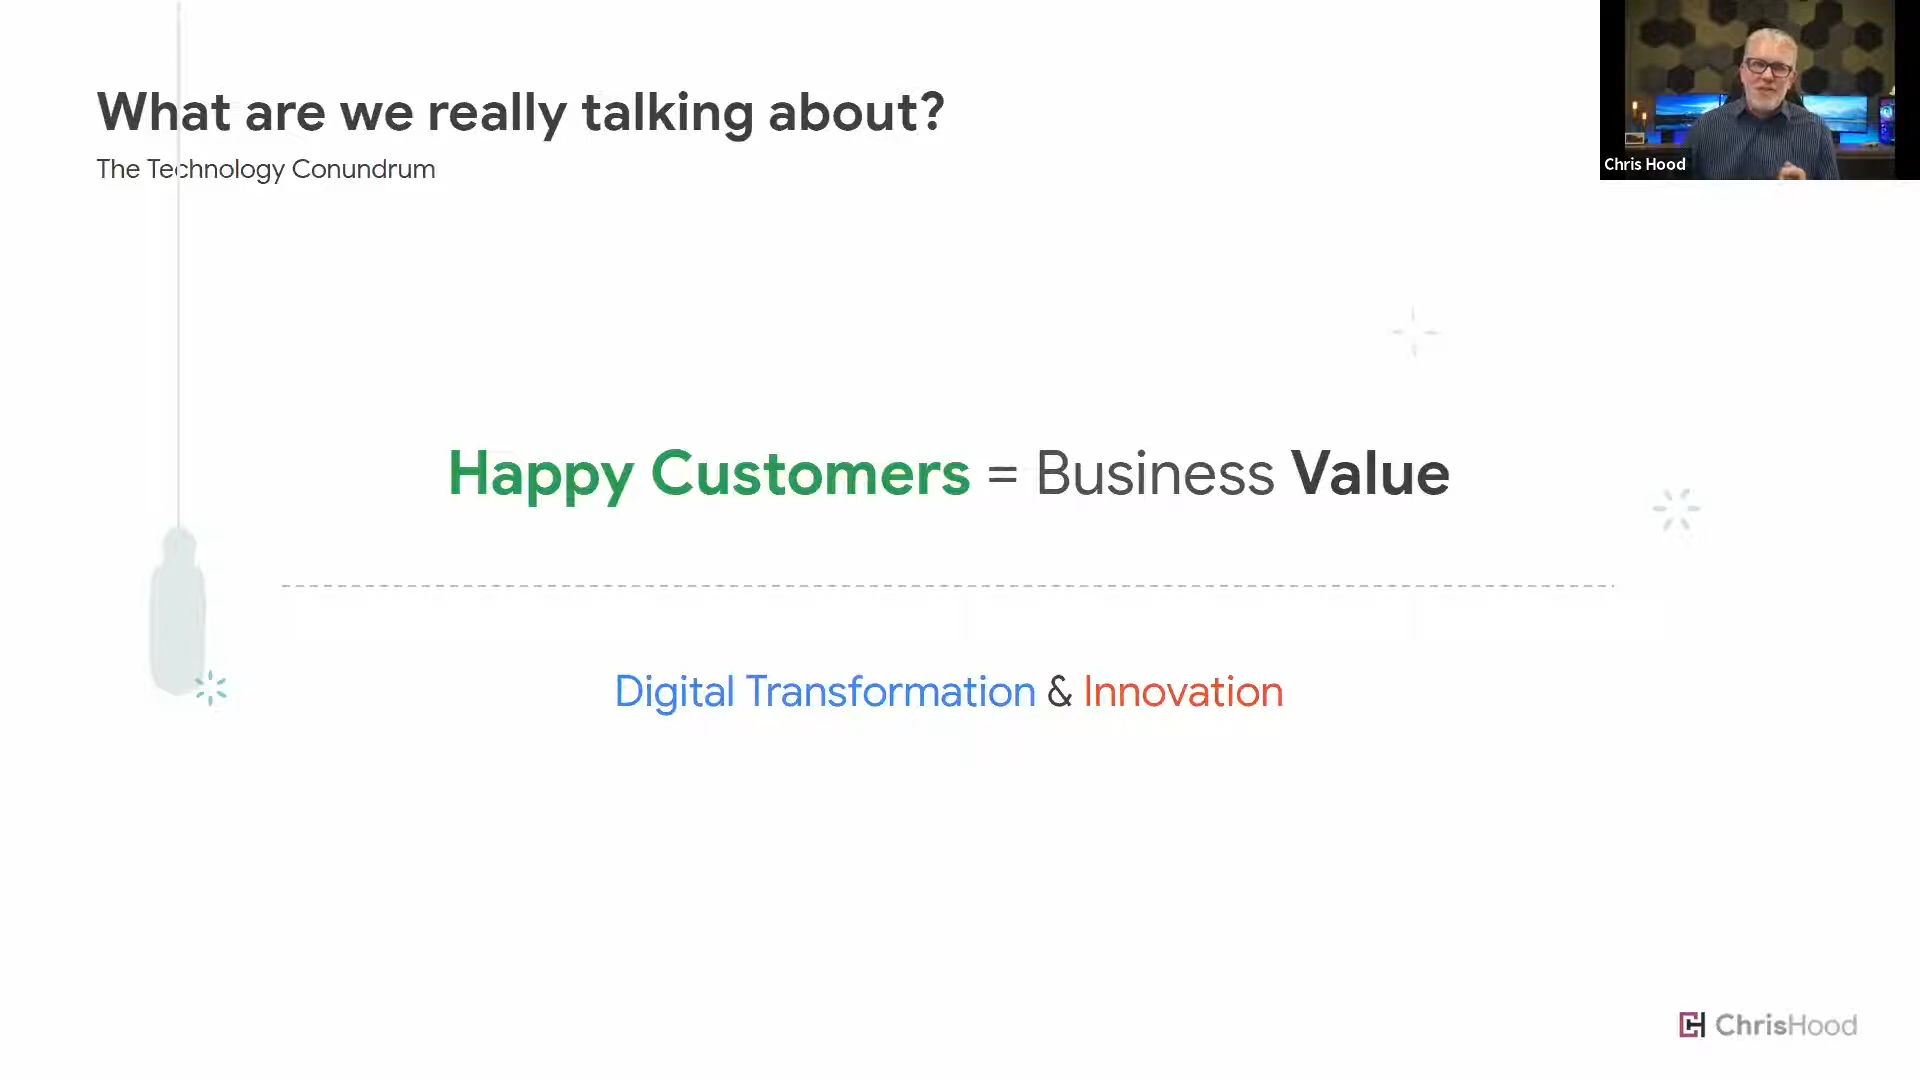 What are we really talking about?
The Technology Conundrum
Chris Hood
Happy Customers = Business Value
Digital Transformation & Innovation
ChrisHood